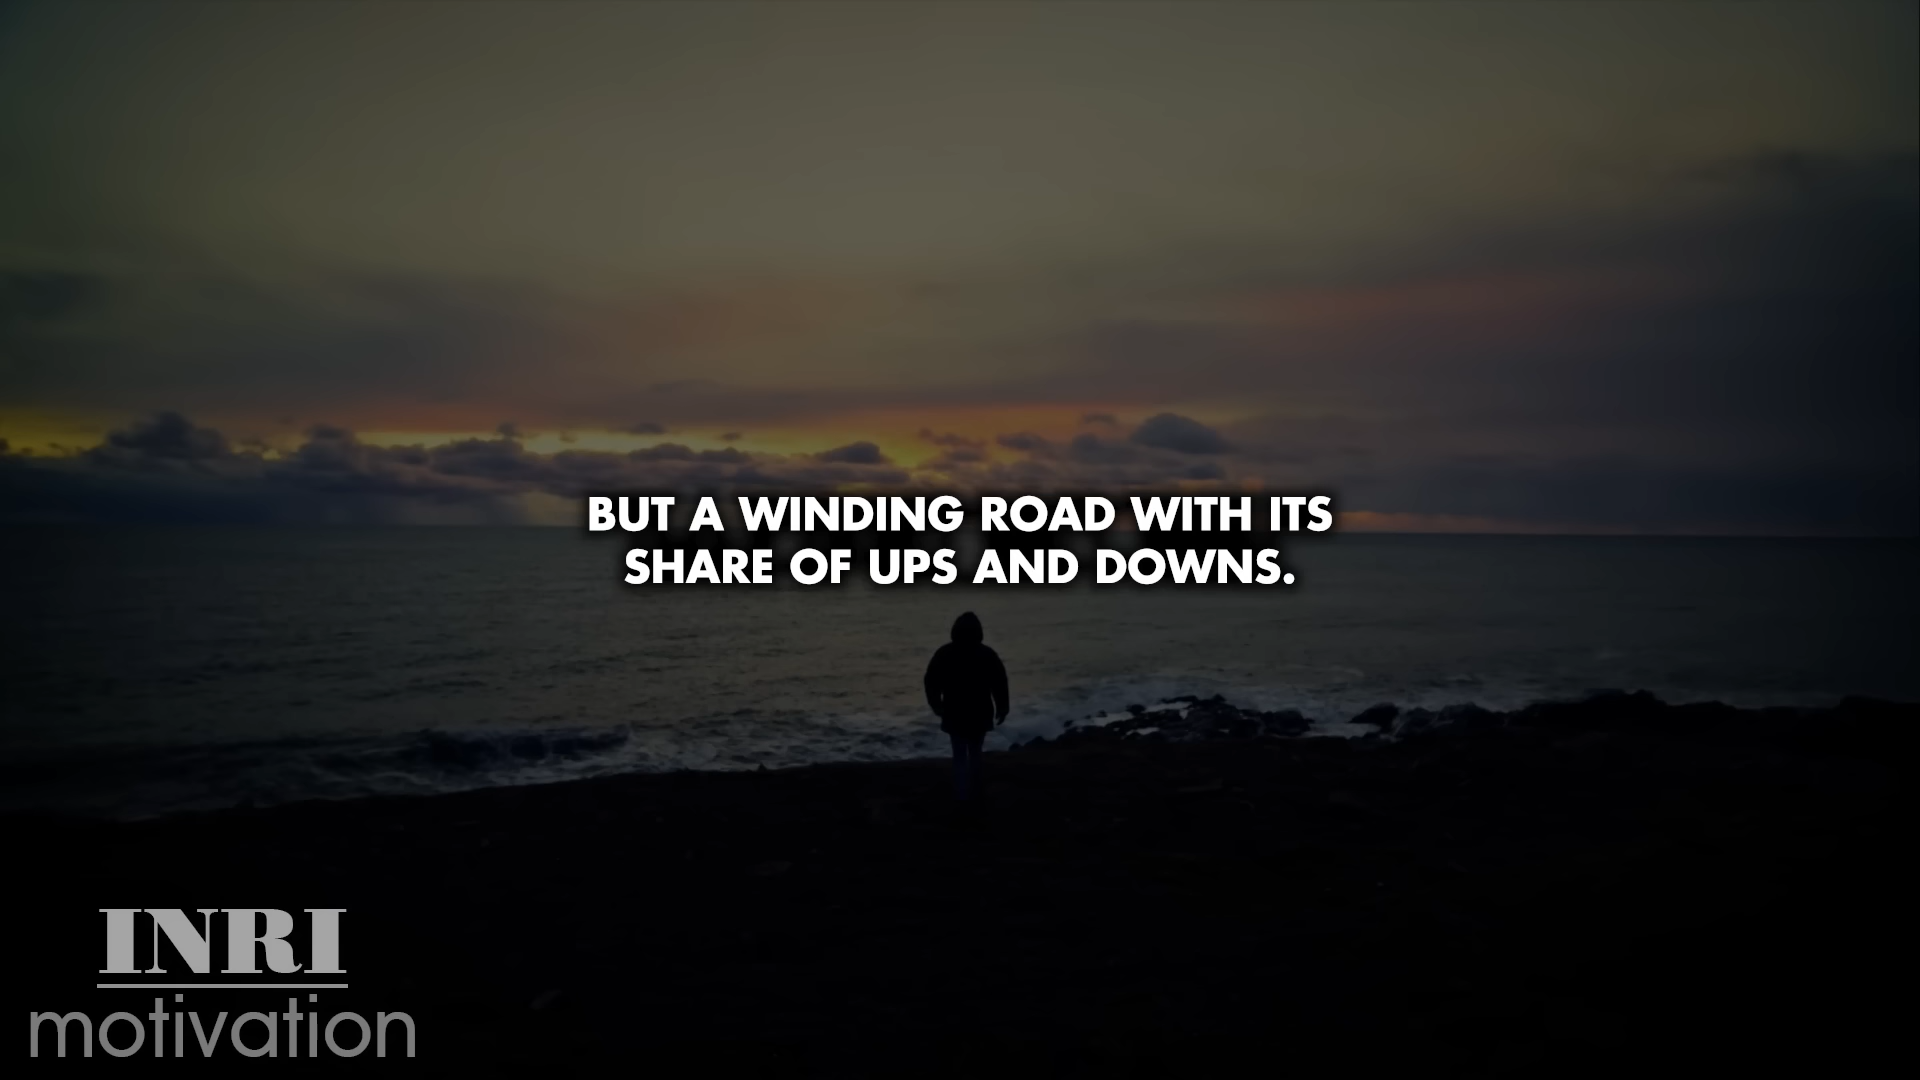 BUT A WINDING ROAD WITH ITS
SHARE OF UPS AND DOWNS.
INRI
motivation